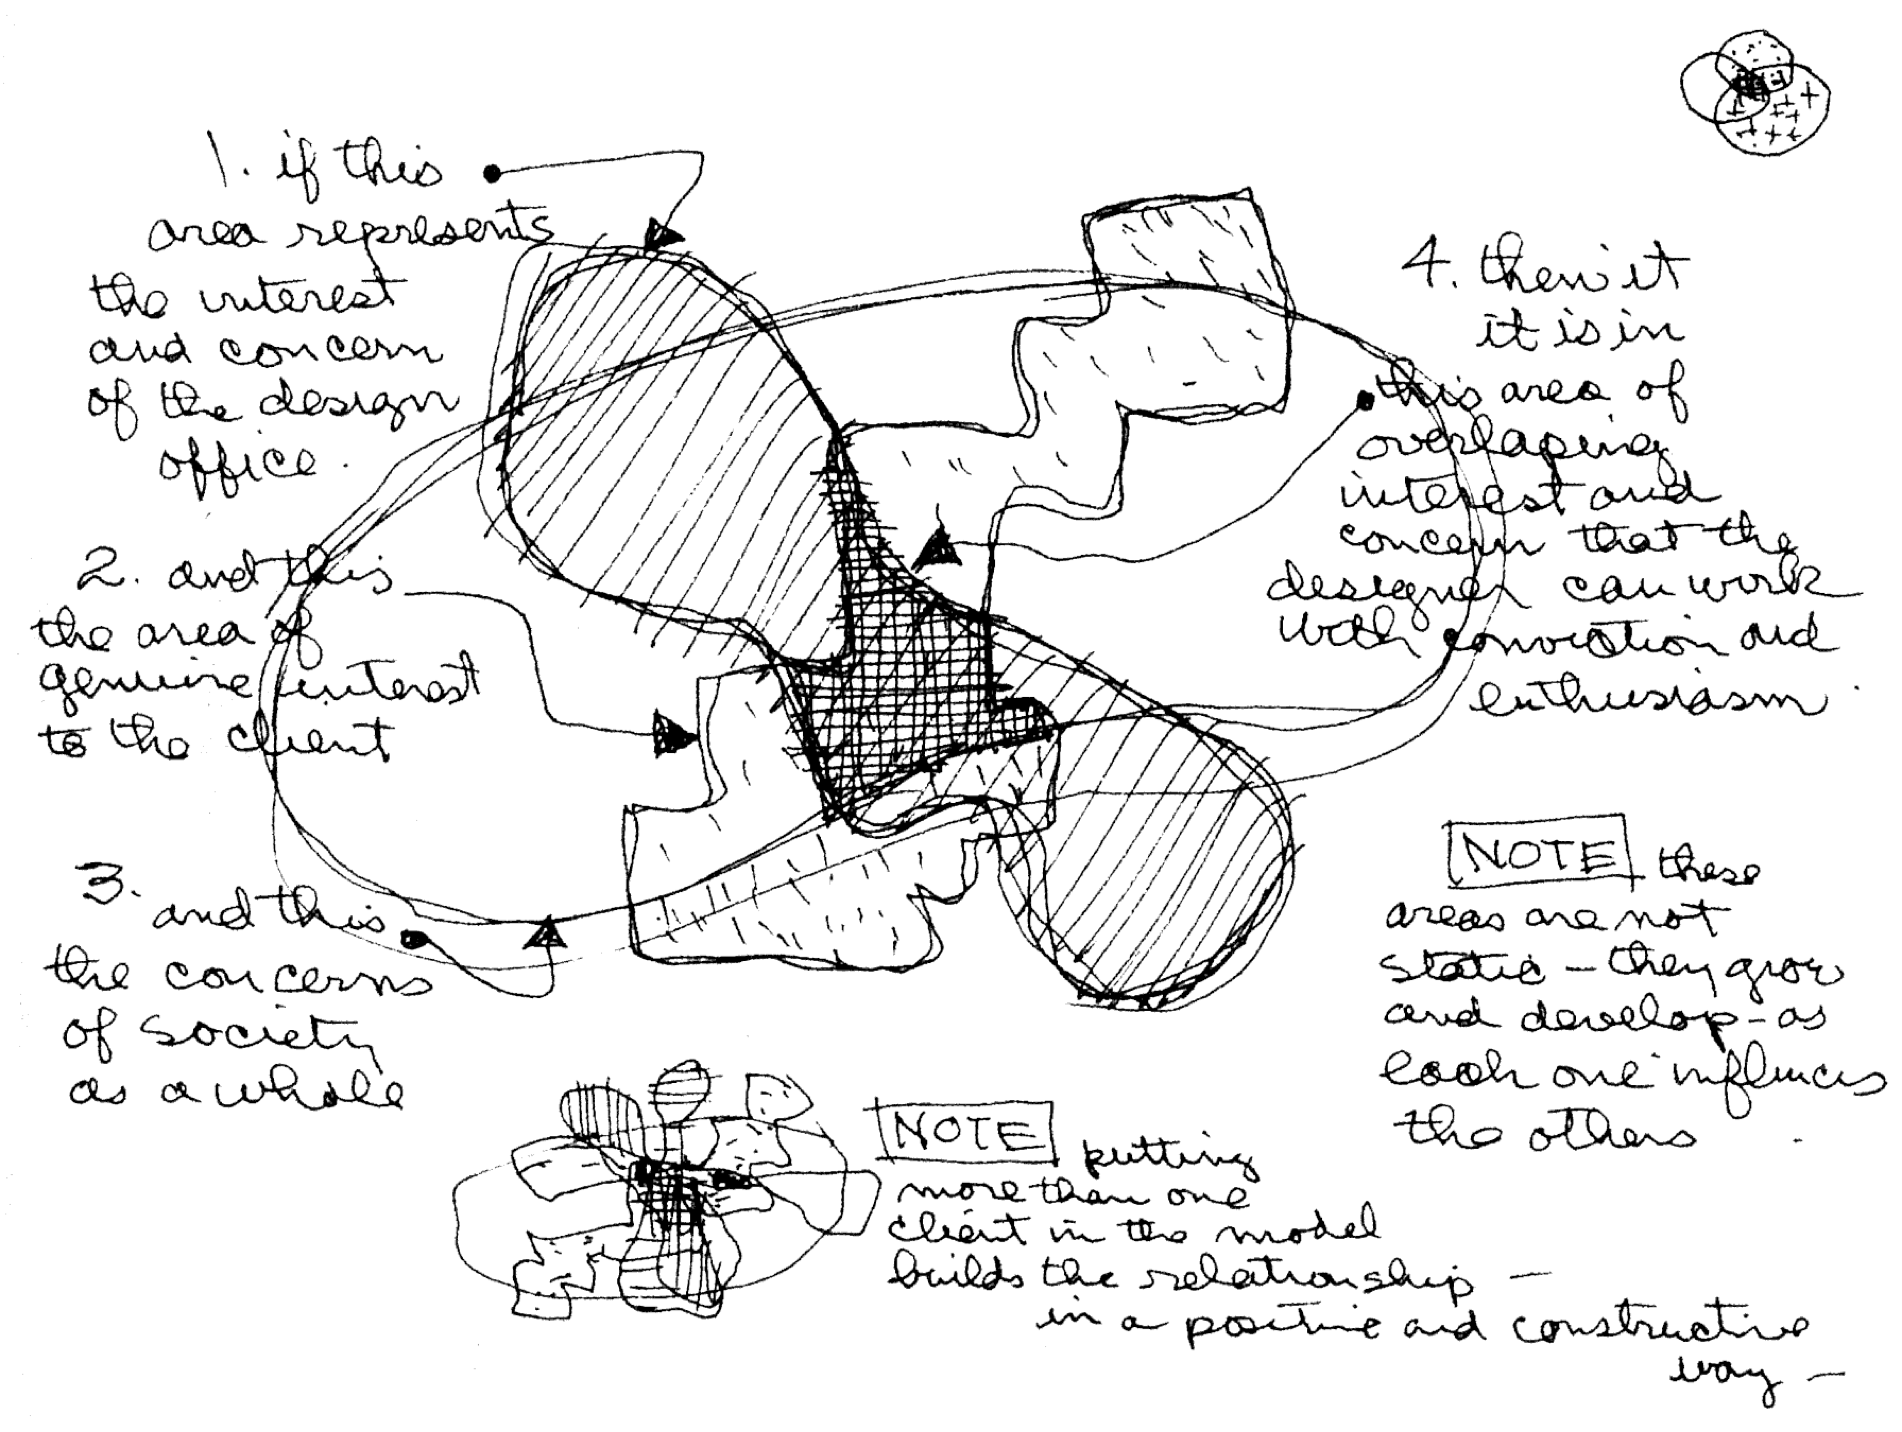 1. if this
area represents
the interest
and concern
of the design
office.
2. and this
the area of
genuine interest
to the client
3. and this
the concerns
of society
as a whole
4. then it
it is in
this area of
overlaping
interest and
concern that the
designer can work
with conviction and
enthusiasm.
NOTE these
areas are not
static – they grow
and develop – as
each one influences
the others
NOTE putting
more than one
client in the model
builds the relationship —
in a positive and constructive
way —